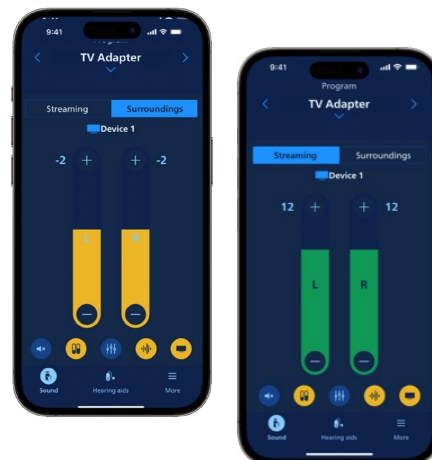 9:41
Program
TV Adapter
Streaming
Surroundings
Device 1
-2
-2
L
R
Sound
Hearing aids
More
9:41
Program
TV Adapter
Streaming
Surroundings
Device 1
12
12
L
R
Sound
Hearing aids
More